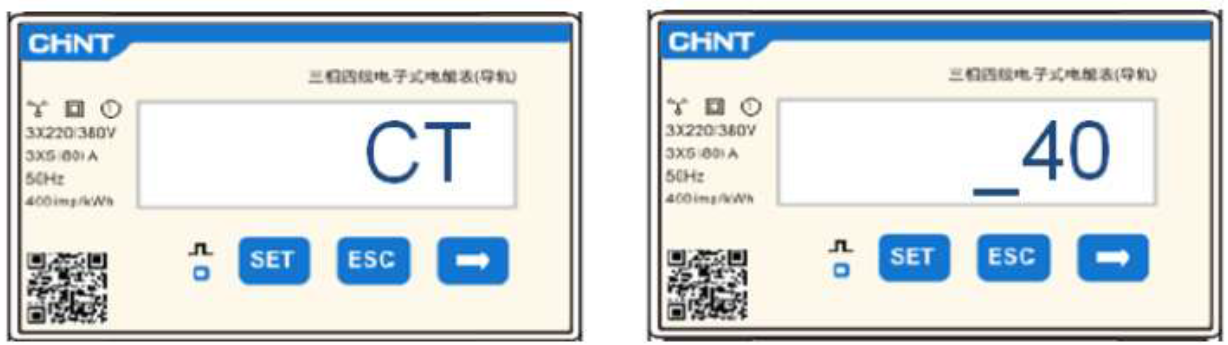 CHINT
三相四线电子式电能表(导轨)
3X220/380V
3X5(80)A
50Hz
400imp/kWh
CT
SET
ESC
CHINT
三相四线电子式电能表(导轨)
3X220/380V
3X5(80)A
50Hz
400imp/kWh
_40
SET
ESC